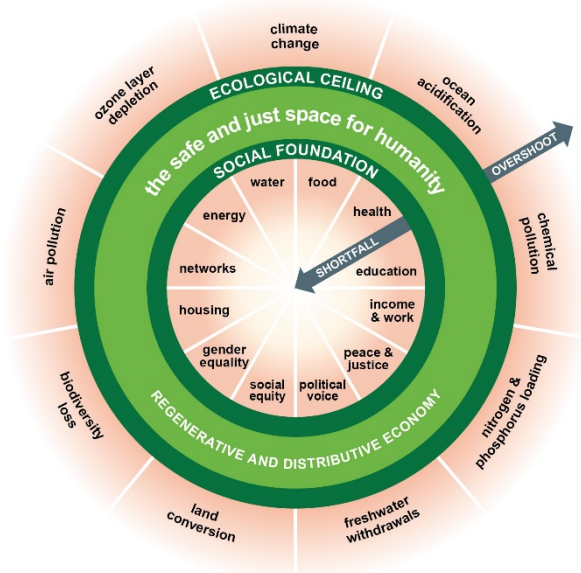 climate
change
ocean
acidification
chemical
pollution
nitrogen &
phosphorus loading
freshwater
withdrawals
land
conversion
biodiversity
loss
air pollution
ozone layer
depletion
OVERSHOOT
ECOLOGICAL CEILING
the safe and just space for humanity
SOCIAL FOUNDATION
water
food
health
SHORTFALL
education
income
& work
peace &
justice
political
voice
social
equity
gender
equality
housing
networks
energy
REGENERATIVE AND DISTRIBUTIVE ECONOMY